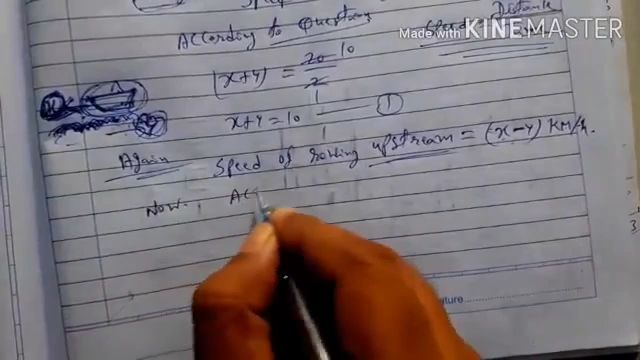 Made with KINEMASTER
According to Question
Speed = Distance
(x+y) = 20 10
2
x+y = 10 — ①
Again Speed of rowing upstream = (x-y) KM/h.
Now, AC